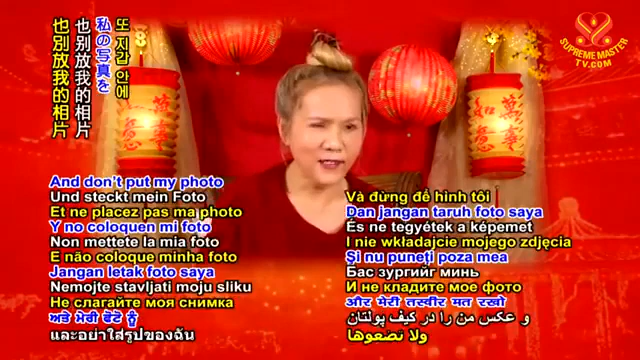 也別放我的相片
也别放我的相片
私の写真を
또 지갑 안에
SUPREME MASTER
TV.COM
And don't put my photo
Und steckt mein Foto
Et ne placez pas ma photo
Y no coloquen mi foto
Non mettete la mia foto
E não coloque minha foto
Jangan letak foto saya
Nemojte stavljati moju sliku
Не слагайте моя снимка
ਅਤੇ ਮੇਰੀ ਫੋਟੋ ਨੂੰ
และอย่าใส่รูปของฉัน
Và đừng để hình tôi
Dan jangan taruh foto saya
És ne tegyétek a képemet
I nie wkładajcie mojego zdjęcia
Şi nu puneţi poza mea
Бас зургийг минь
И не кладите мое фото
और मेरी तस्वीर मत रखो
و عکس من را در کیف پولتان
ولا تضعوها